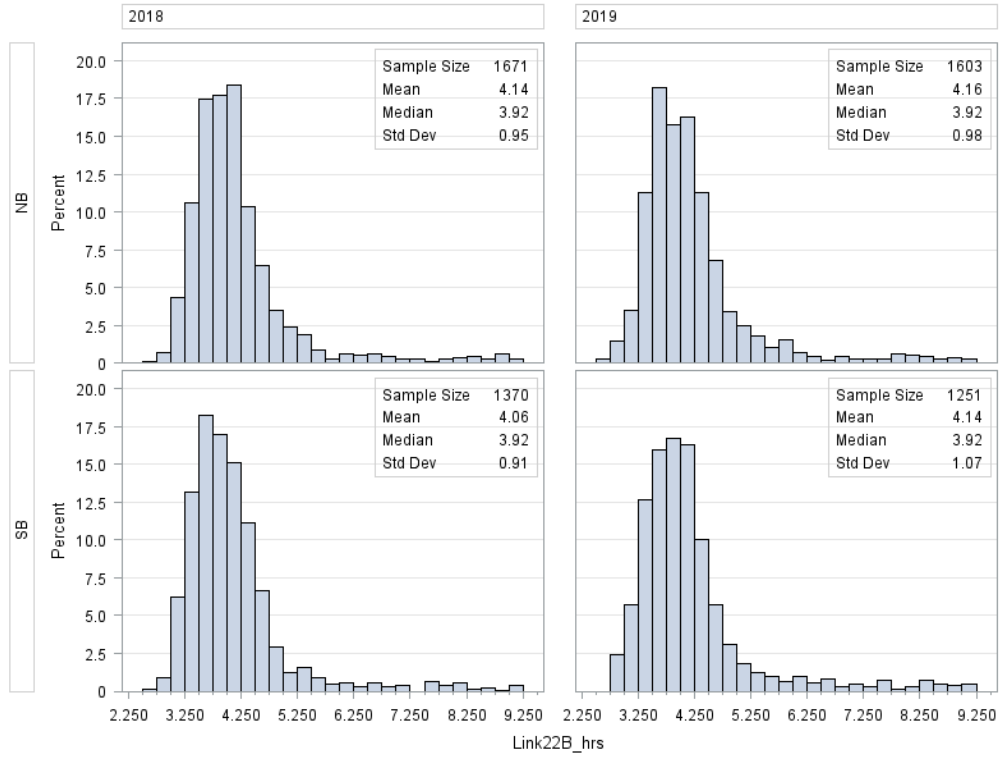 2018
2019
NB
Percent
20.0
17.5
15.0
12.5
10.0
7.5
5.0
2.5
0
Sample Size 1671
Mean 4.14
Median 3.92
Std Dev 0.95
Sample Size 1603
Mean 4.16
Median 3.92
Std Dev 0.98
SB
Percent
20.0
17.5
15.0
12.5
10.0
7.5
5.0
2.5
0
Sample Size 1370
Mean 4.06
Median 3.92
Std Dev 0.91
Sample Size 1251
Mean 4.14
Median 3.92
Std Dev 1.07
2.250 3.250 4.250 5.250 6.250 7.250 8.250 9.250
2.250 3.250 4.250 5.250 6.250 7.250 8.250 9.250
Link22B_hrs